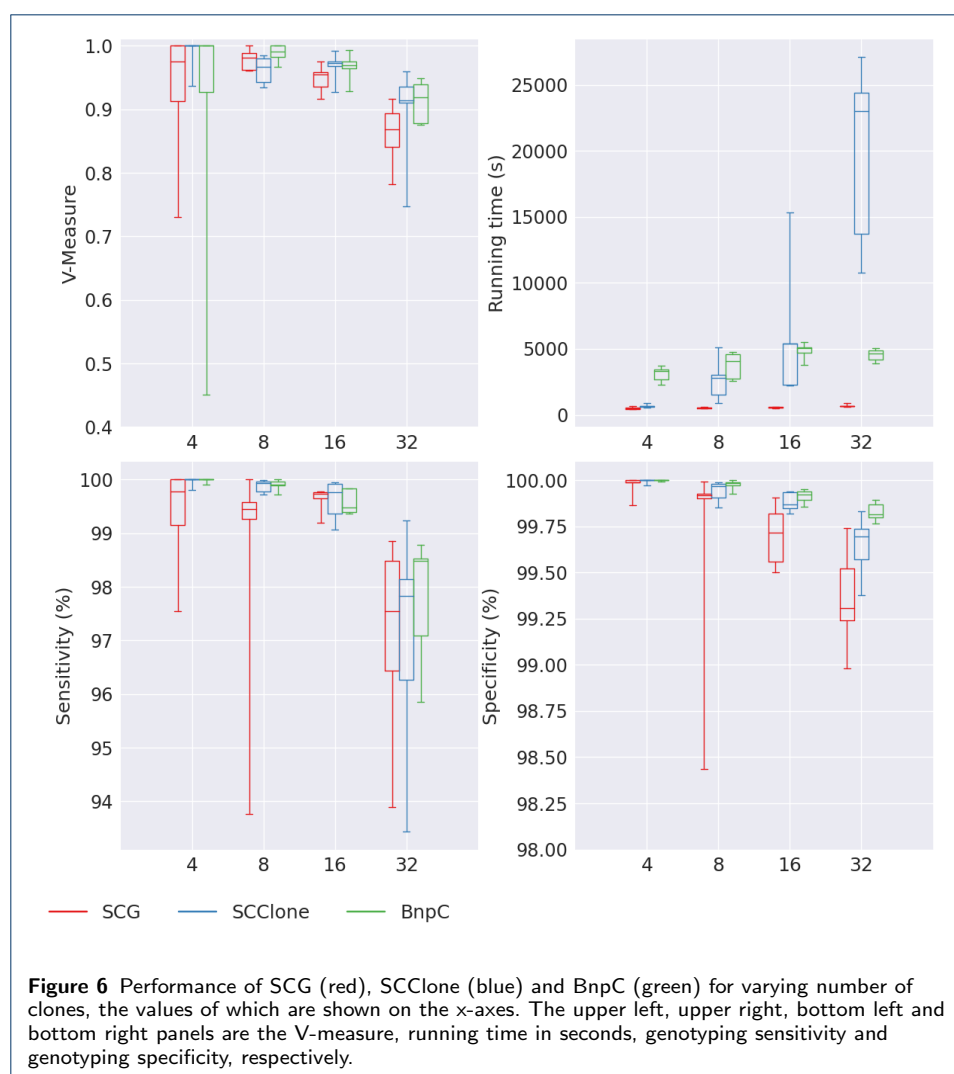 1.0
0.9
0.8
0.7
0.6
0.5
0.4
V-Measure
4 8 16 32
25000
20000
15000
10000
5000
0
Running time (s)
4 8 16 32
100
99
98
97
96
95
94
Sensitivity (%)
4 8 16 32
100.00
99.75
99.50
99.25
99.00
98.75
98.50
98.25
98.00
Specificity (%)
4 8 16 32
SCG SCClone BnpC
Figure 6 Performance of SCG (red), SCClone (blue) and BnpC (green) for varying number of
clones, the values of which are shown on the x-axes. The upper left, upper right, bottom left and
bottom right panels are the V-measure, running time in seconds, genotyping sensitivity and
genotyping specificity, respectively.